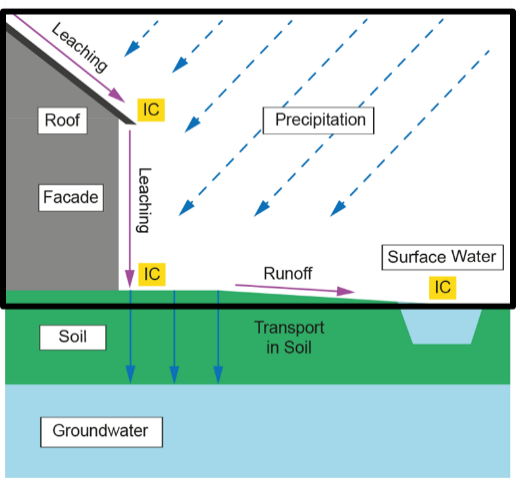 Leaching
IC
Roof
Precipitation
Leaching
Facade
Surface Water
IC
Runoff
IC
Soil
Transport
in Soil
Groundwater